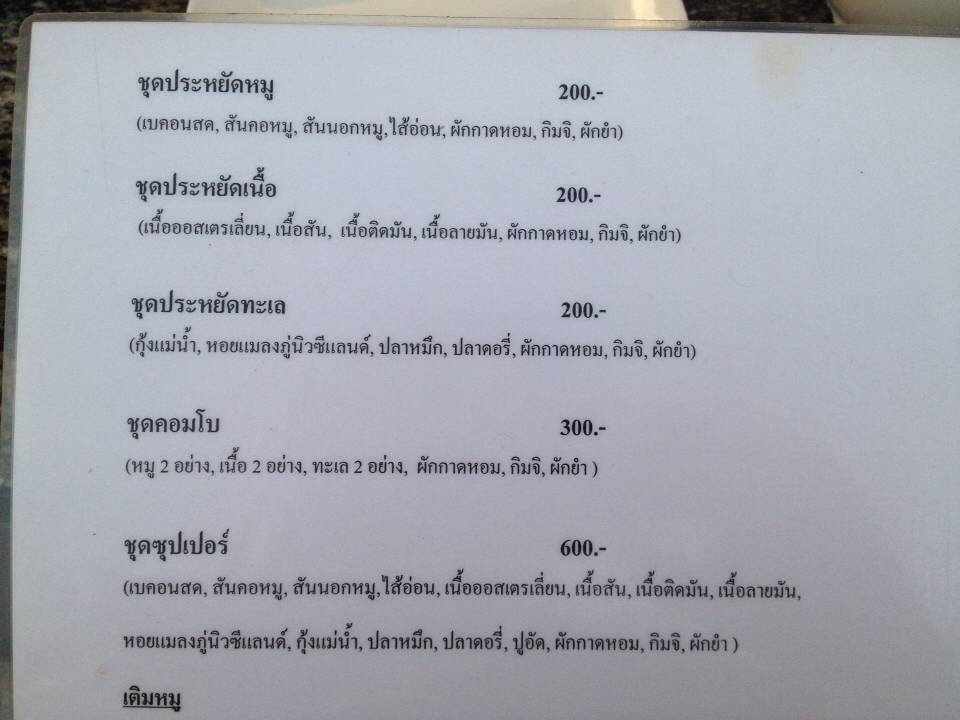 ชุดประหยัดหมู 200.-
(เบคอนสด, สันคอหมู, สันนอกหมู,ไส้อ่อน, ผักกาดหอม, กิมจิ, ผักยำ)
ชุดประหยัดเนื้อ 200.-
(เนื้อออสเตรเลี่ยน, เนื้อสัน, เนื้อติดมัน, เนื้อลายมัน, ผักกาดหอม, กิมจิ, ผักยำ)
ชุดประหยัดทะเล 200.-
(กุ้งแม่น้ำ, หอยแมลงภู่นิวซีแลนด์, ปลาหมึก, ปลาดอรี่, ผักกาดหอม, กิมจิ, ผักยำ)
ชุดคอมโบ 300.-
(หมู 2 อย่าง, เนื้อ 2 อย่าง, ทะเล 2 อย่าง, ผักกาดหอม, กิมจิ, ผักยำ )
ชุดซุปเปอร์ 600.-
(เบคอนสด, สันคอหมู, สันนอกหมู,ไส้อ่อน, เนื้อออสเตรเลี่ยน, เนื้อสัน, เนื้อติดมัน, เนื้อลายมัน,
หอยแมลงภู่นิวซีแลนด์, กุ้งแม่น้ำ, ปลาหมึก, ปลาดอรี่, ปูอัด, ผักกาดหอม, กิมจิ, ผักยำ )
เติมหมู